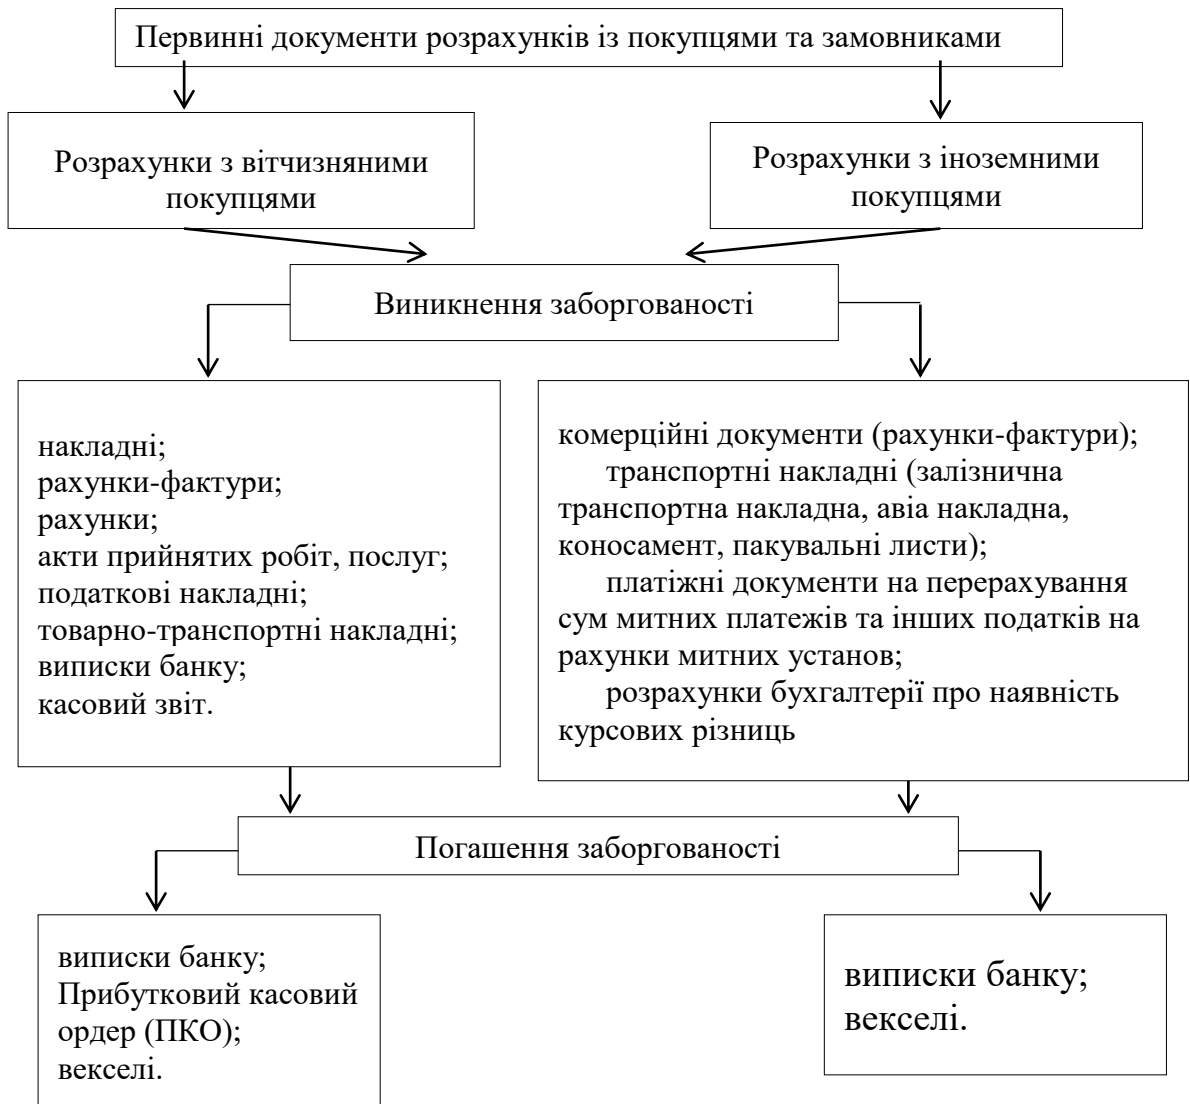 Первинні документи розрахунків із покупцями та замовниками
Розрахунки з вітчизняними
покупцями
Розрахунки з іноземними
покупцями
Виникнення заборгованості
накладні;
рахунки-фактури;
рахунки;
акти прийнятих робіт, послуг;
податкові накладні;
товарно-транспортні накладні;
виписки банку;
касовий звіт.
комерційні документи (рахунки-фактури);
транспортні накладні (залізнична
транспортна накладна, авіа накладна,
коносамент, пакувальні листи);
платіжні документи на перерахування
сум митних платежів та інших податків на
рахунки митних установ;
розрахунки бухгалтерії про наявність
курсових різниць
Погашення заборгованості
виписки банку;
Прибутковий касовий
ордер (ПКО);
векселі.
виписки банку;
векселі.